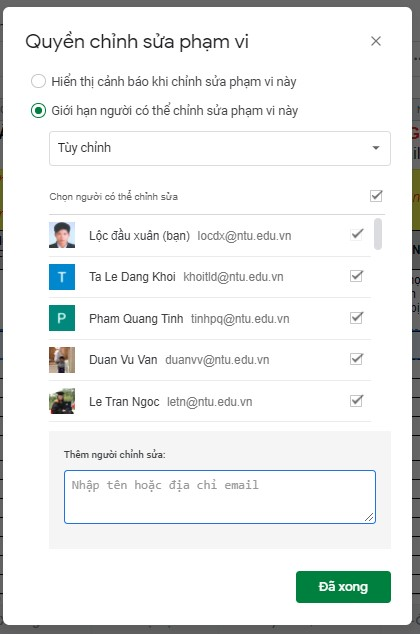 Quyền chỉnh sửa phạm vi
Hiển thị cảnh báo khi chỉnh sửa phạm vi này
Giới hạn người có thể chỉnh sửa phạm vi này
Tùy chỉnh
Chọn người có thể chỉnh sửa
Lộc đầu xuân (bạn) locdx@ntu.edu.vn
T Ta Le Dang Khoi khoitld@ntu.edu.vn
P Pham Quang Tinh tinhpq@ntu.edu.vn
Duan Vu Van duanvv@ntu.edu.vn
Le Tran Ngoc letn@ntu.edu.vn
Thêm người chỉnh sửa:
Nhập tên hoặc địa chỉ email
Đã xong